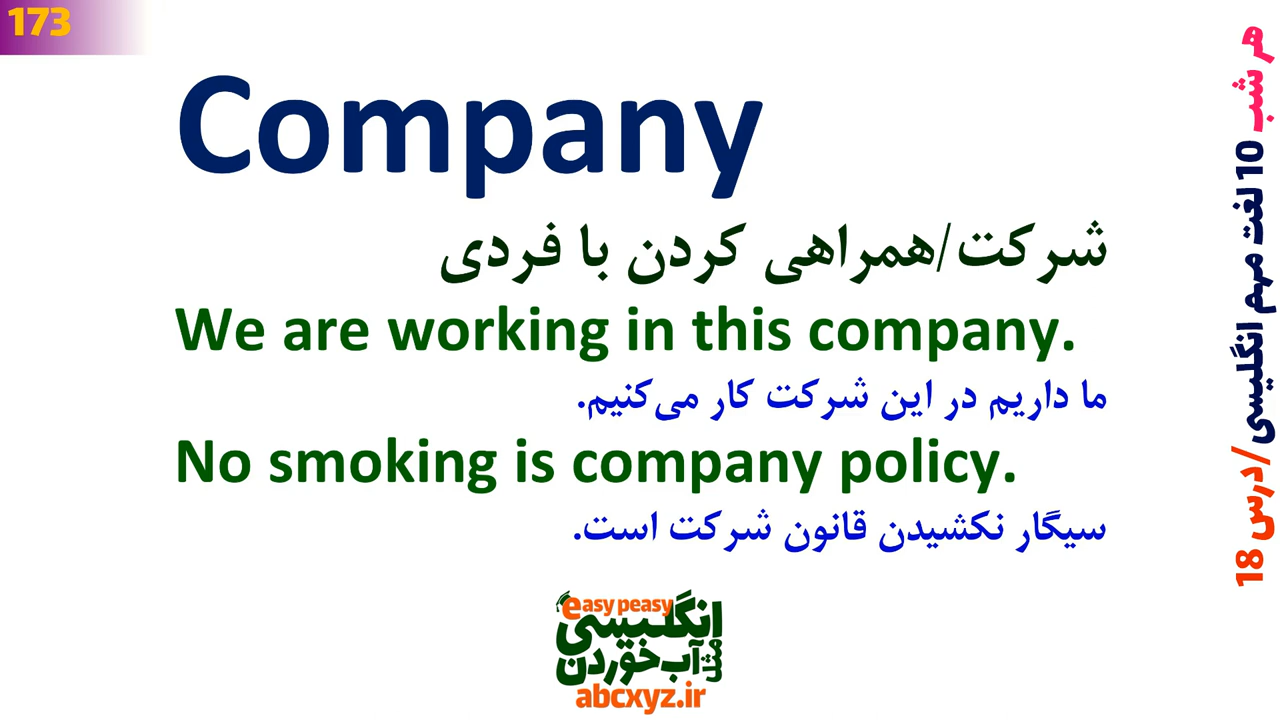 173
Company
شرکت/همراهی کردن با فردی
We are working in this company.
ما داریم در این شرکت کار می‌کنیم.
No smoking is company policy.
سیگار نکشیدن قانون شرکت است.
هر شب 10 لغت مهم انگلیسی/درس 18
easy peasy
انگلیسی
مثل آب خوردن
abcxyz.ir